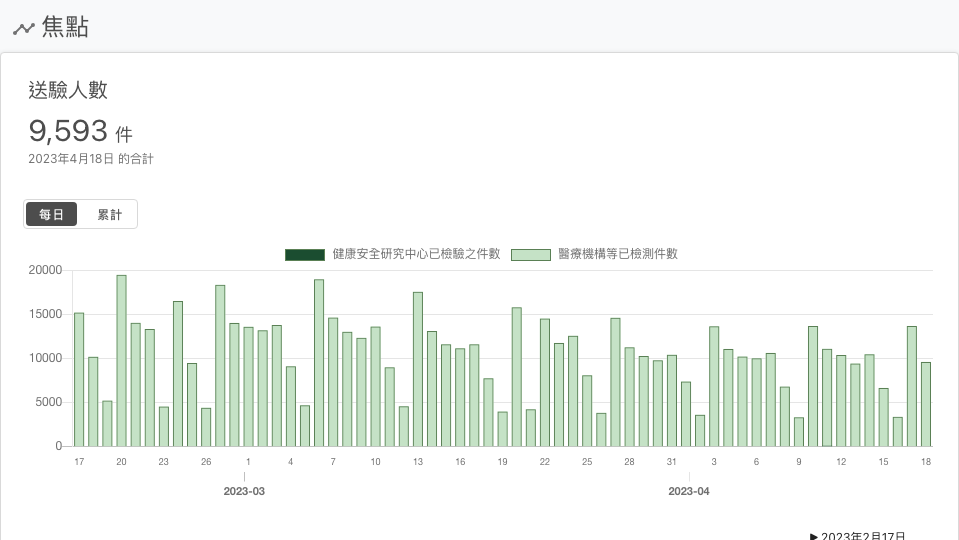 焦點
送驗人數
9,593 件
2023年4月18日 的合計
每日 累計
健康安全研究中心已檢驗之件數 醫療機構等已檢測件數
20000
15000
10000
5000
0
17 20 23 26 1 4 7 10 13 16 19 22 25 28 31 3 6 9 12 15 18
2023-03 2023-04
▶ 2023年2月17日